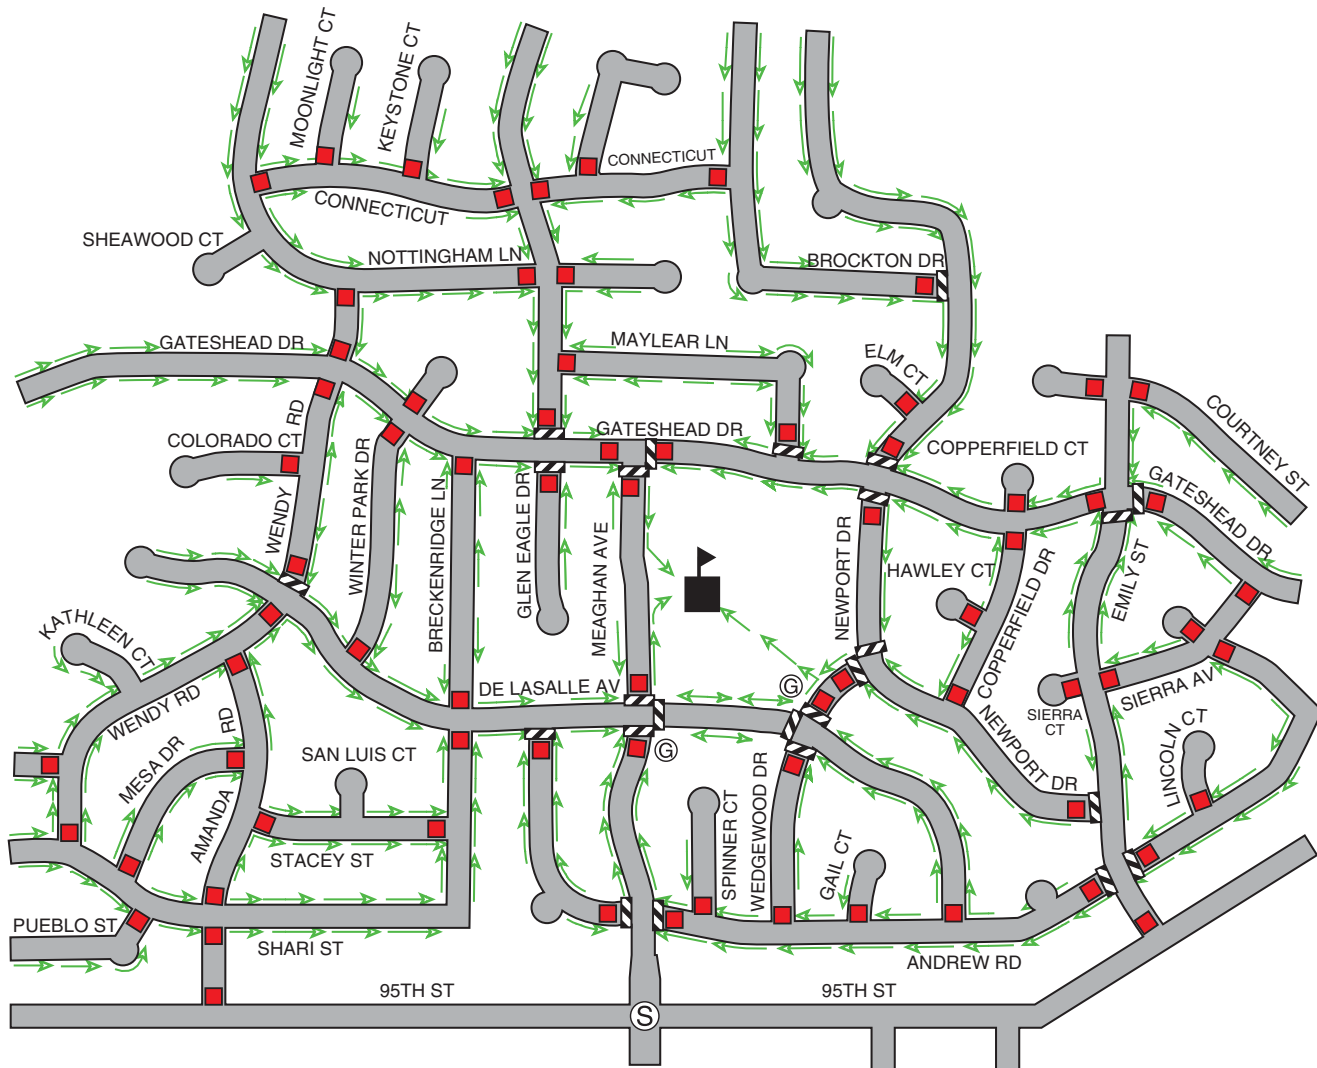 MOONLIGHT CT
KEYSTONE CT
CONNECTICUT
CONNECTICUT
SHEAWOOD CT
NOTTINGHAM LN
BROCKTON DR
GATESHEAD DR
MAYLEAR LN
ELM CT
COURTNEY ST
RD
GATESHEAD DR
COLORADO CT
WINTER PARK DR
COPPERFIELD CT
GATESHEAD DR
WENDY
BRECKENRIDGE LN
GLEN EAGLE DR
MEAGHAN AVE
NEWPORT DR
HAWLEY CT
COPPERFIELD DR
EMILY ST
KATHLEEN CT
WENDY RD
RD
DE LASALLE AV
G
SIERRA AV
SIERRA
CT
NEWPORT DR
LINCOLN CT
MESA DR
SAN LUIS CT
G
WEDGEWOOD DR
AMANDA
STACEY ST
SPINNER CT
GAIL CT
PUEBLO ST
SHARI ST
ANDREW RD
95TH ST
95TH ST
S